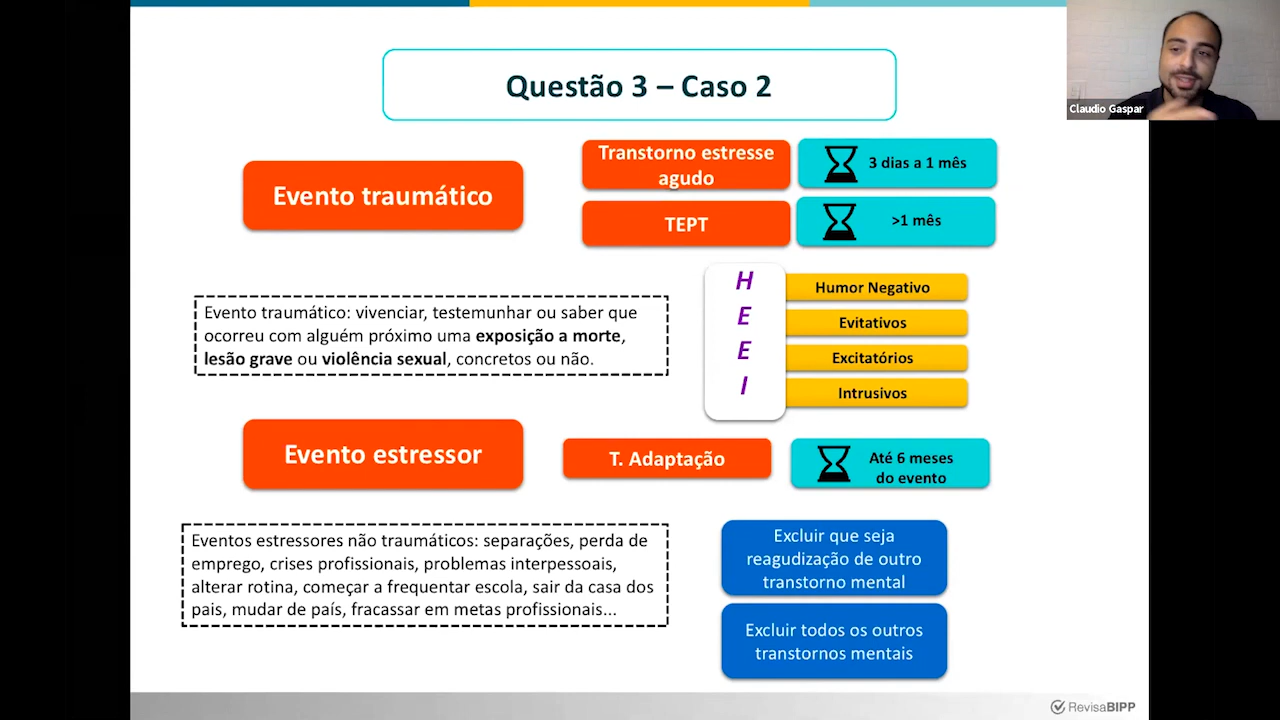 Questão 3 – Caso 2
Claudio Gaspar
Evento traumático
Transtorno estresse
agudo
3 dias a 1 mês
TEPT
>1 mês
Evento traumático: vivenciar, testemunhar ou saber que
ocorreu com alguém próximo uma exposição a morte,
lesão grave ou violência sexual, concretos ou não.
H
Humor Negativo
E
Evitativos
E
Excitatórios
I
Intrusivos
Evento estressor
T. Adaptação
Até 6 meses
do evento
Eventos estressores não traumáticos: separações, perda de
emprego, crises profissionais, problemas interpessoais,
alterar rotina, começar a frequentar escola, sair da casa dos
pais, mudar de país, fracassar em metas profissionais...
Excluir que seja
reagudização de outro
transtorno mental
Excluir todos os outros
transtornos mentais
RevisaBIPP